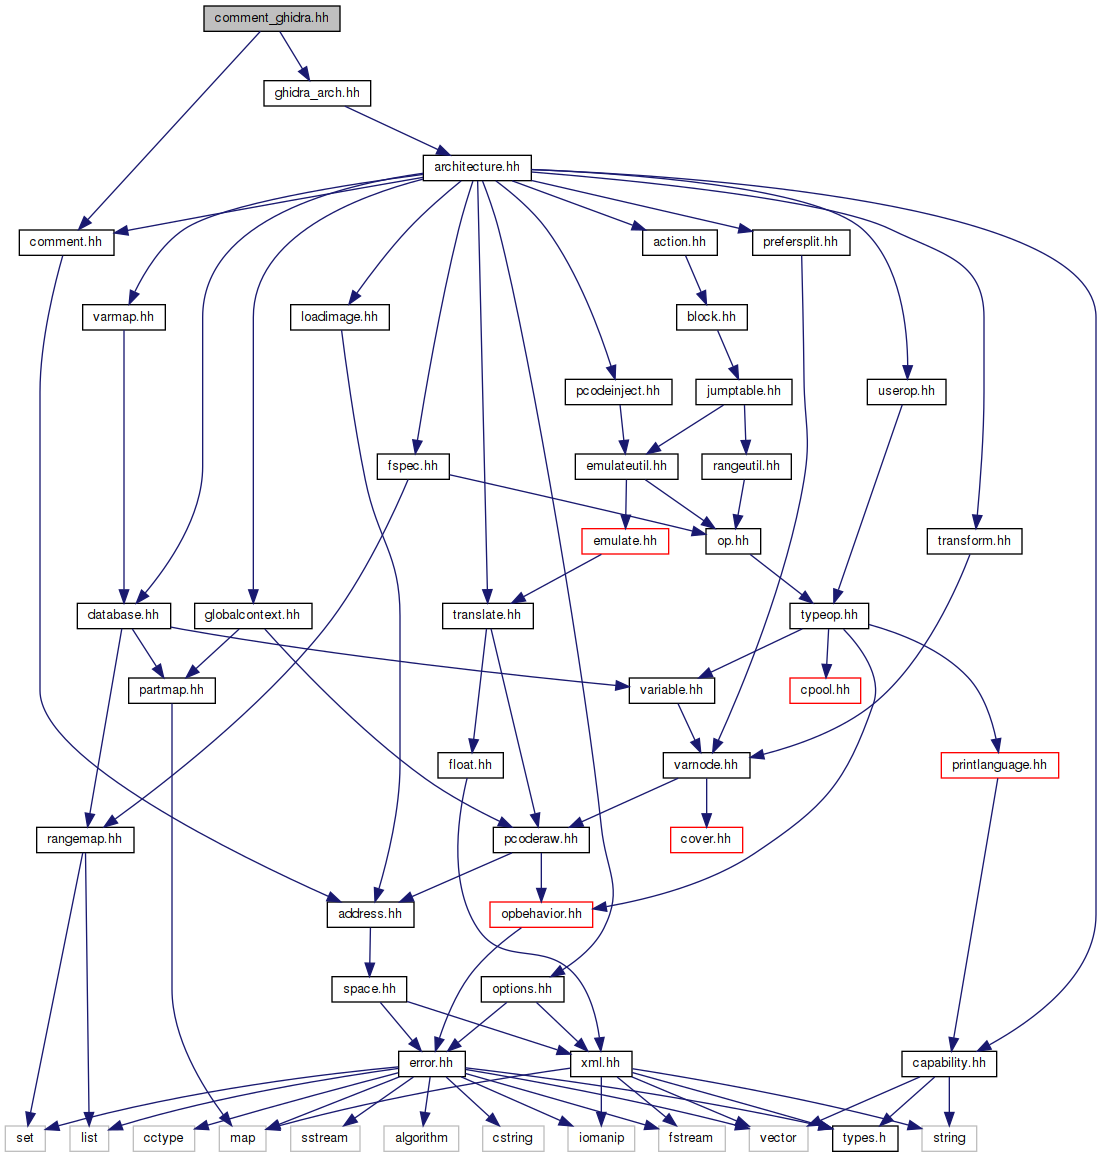 comment_ghidra.hh
ghidra_arch.hh
architecture.hh
comment.hh
action.hh
prefersplit.hh
varmap.hh
loadimage.hh
block.hh
pcodeinject.hh
jumptable.hh
userop.hh
fspec.hh
emulateutil.hh
rangeutil.hh
emulate.hh
op.hh
transform.hh
database.hh
globalcontext.hh
translate.hh
typeop.hh
partmap.hh
variable.hh
cpool.hh
float.hh
varnode.hh
printlanguage.hh
rangemap.hh
pcoderaw.hh
cover.hh
address.hh
opbehavior.hh
space.hh
options.hh
error.hh
xml.hh
capability.hh
set
list
cctype
map
sstream
algorithm
cstring
iomanip
fstream
vector
types.h
string